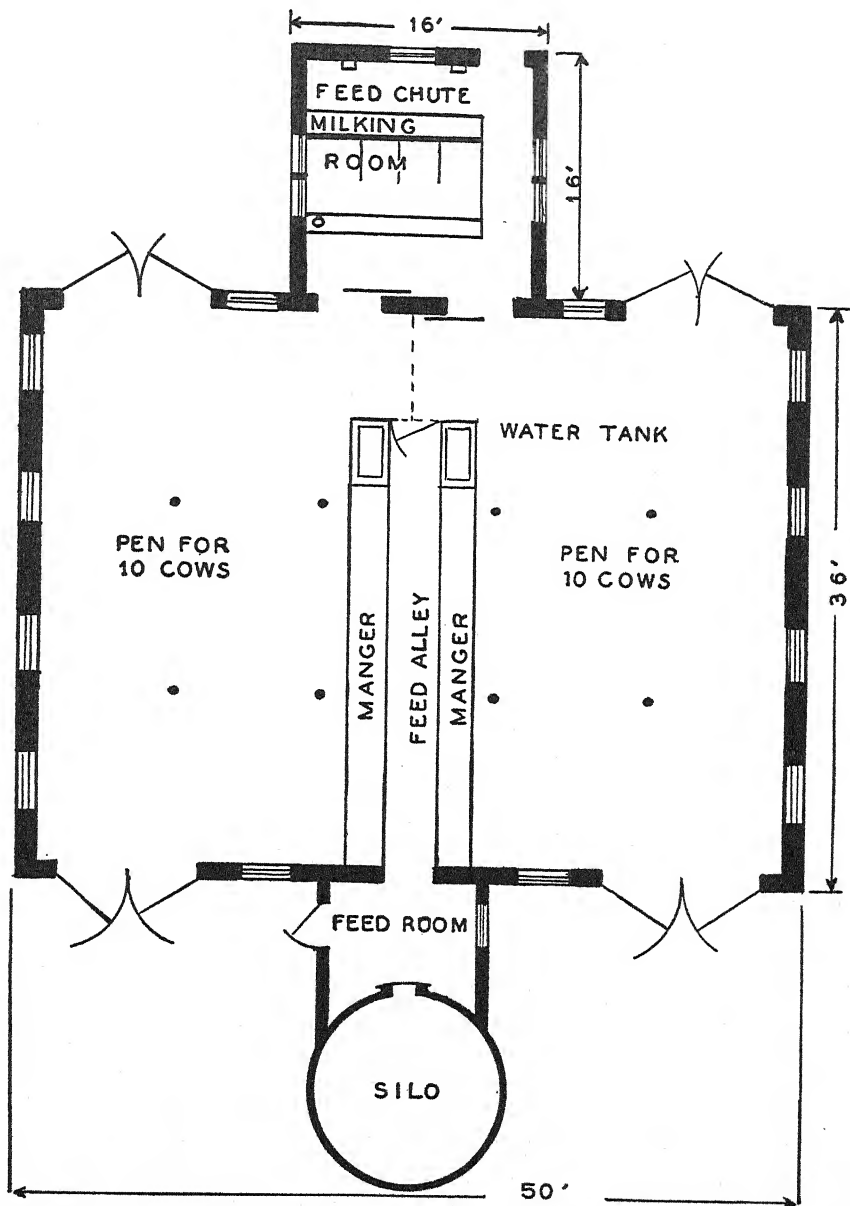 16'
FEED CHUTE
MILKING
ROOM
16'
WATER TANK
PEN FOR
10 COWS
PEN FOR
10 COWS
MANGER
FEED ALLEY
MANGER
36'
FEED ROOM
SILO
50'